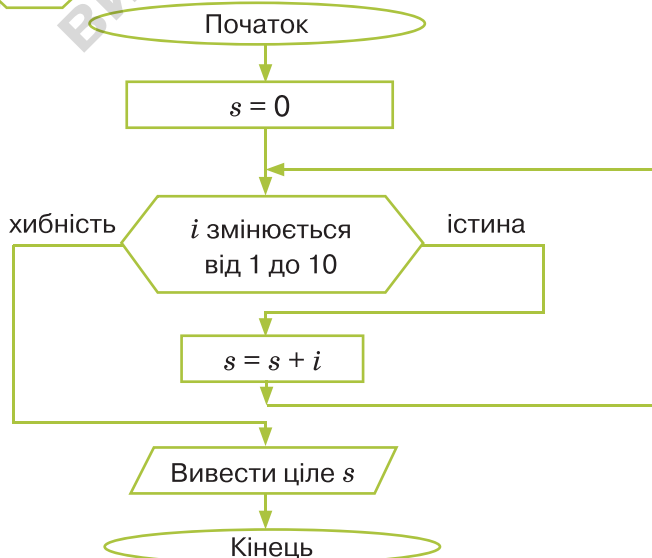 Початок
s = 0
хибність
i змінюється
від 1 до 10
істина
s = s + i
Вивести ціле s
Кінець